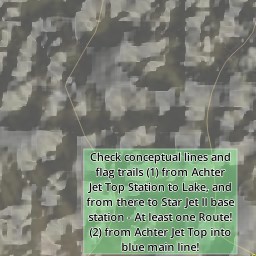 Check conceptual lines and
flag trails (1) from Achter
Jet Top Station to Lake, and
from there to Star Jet II base
station - At least one Route!
(2) from Achter Jet Top into
blue main line!